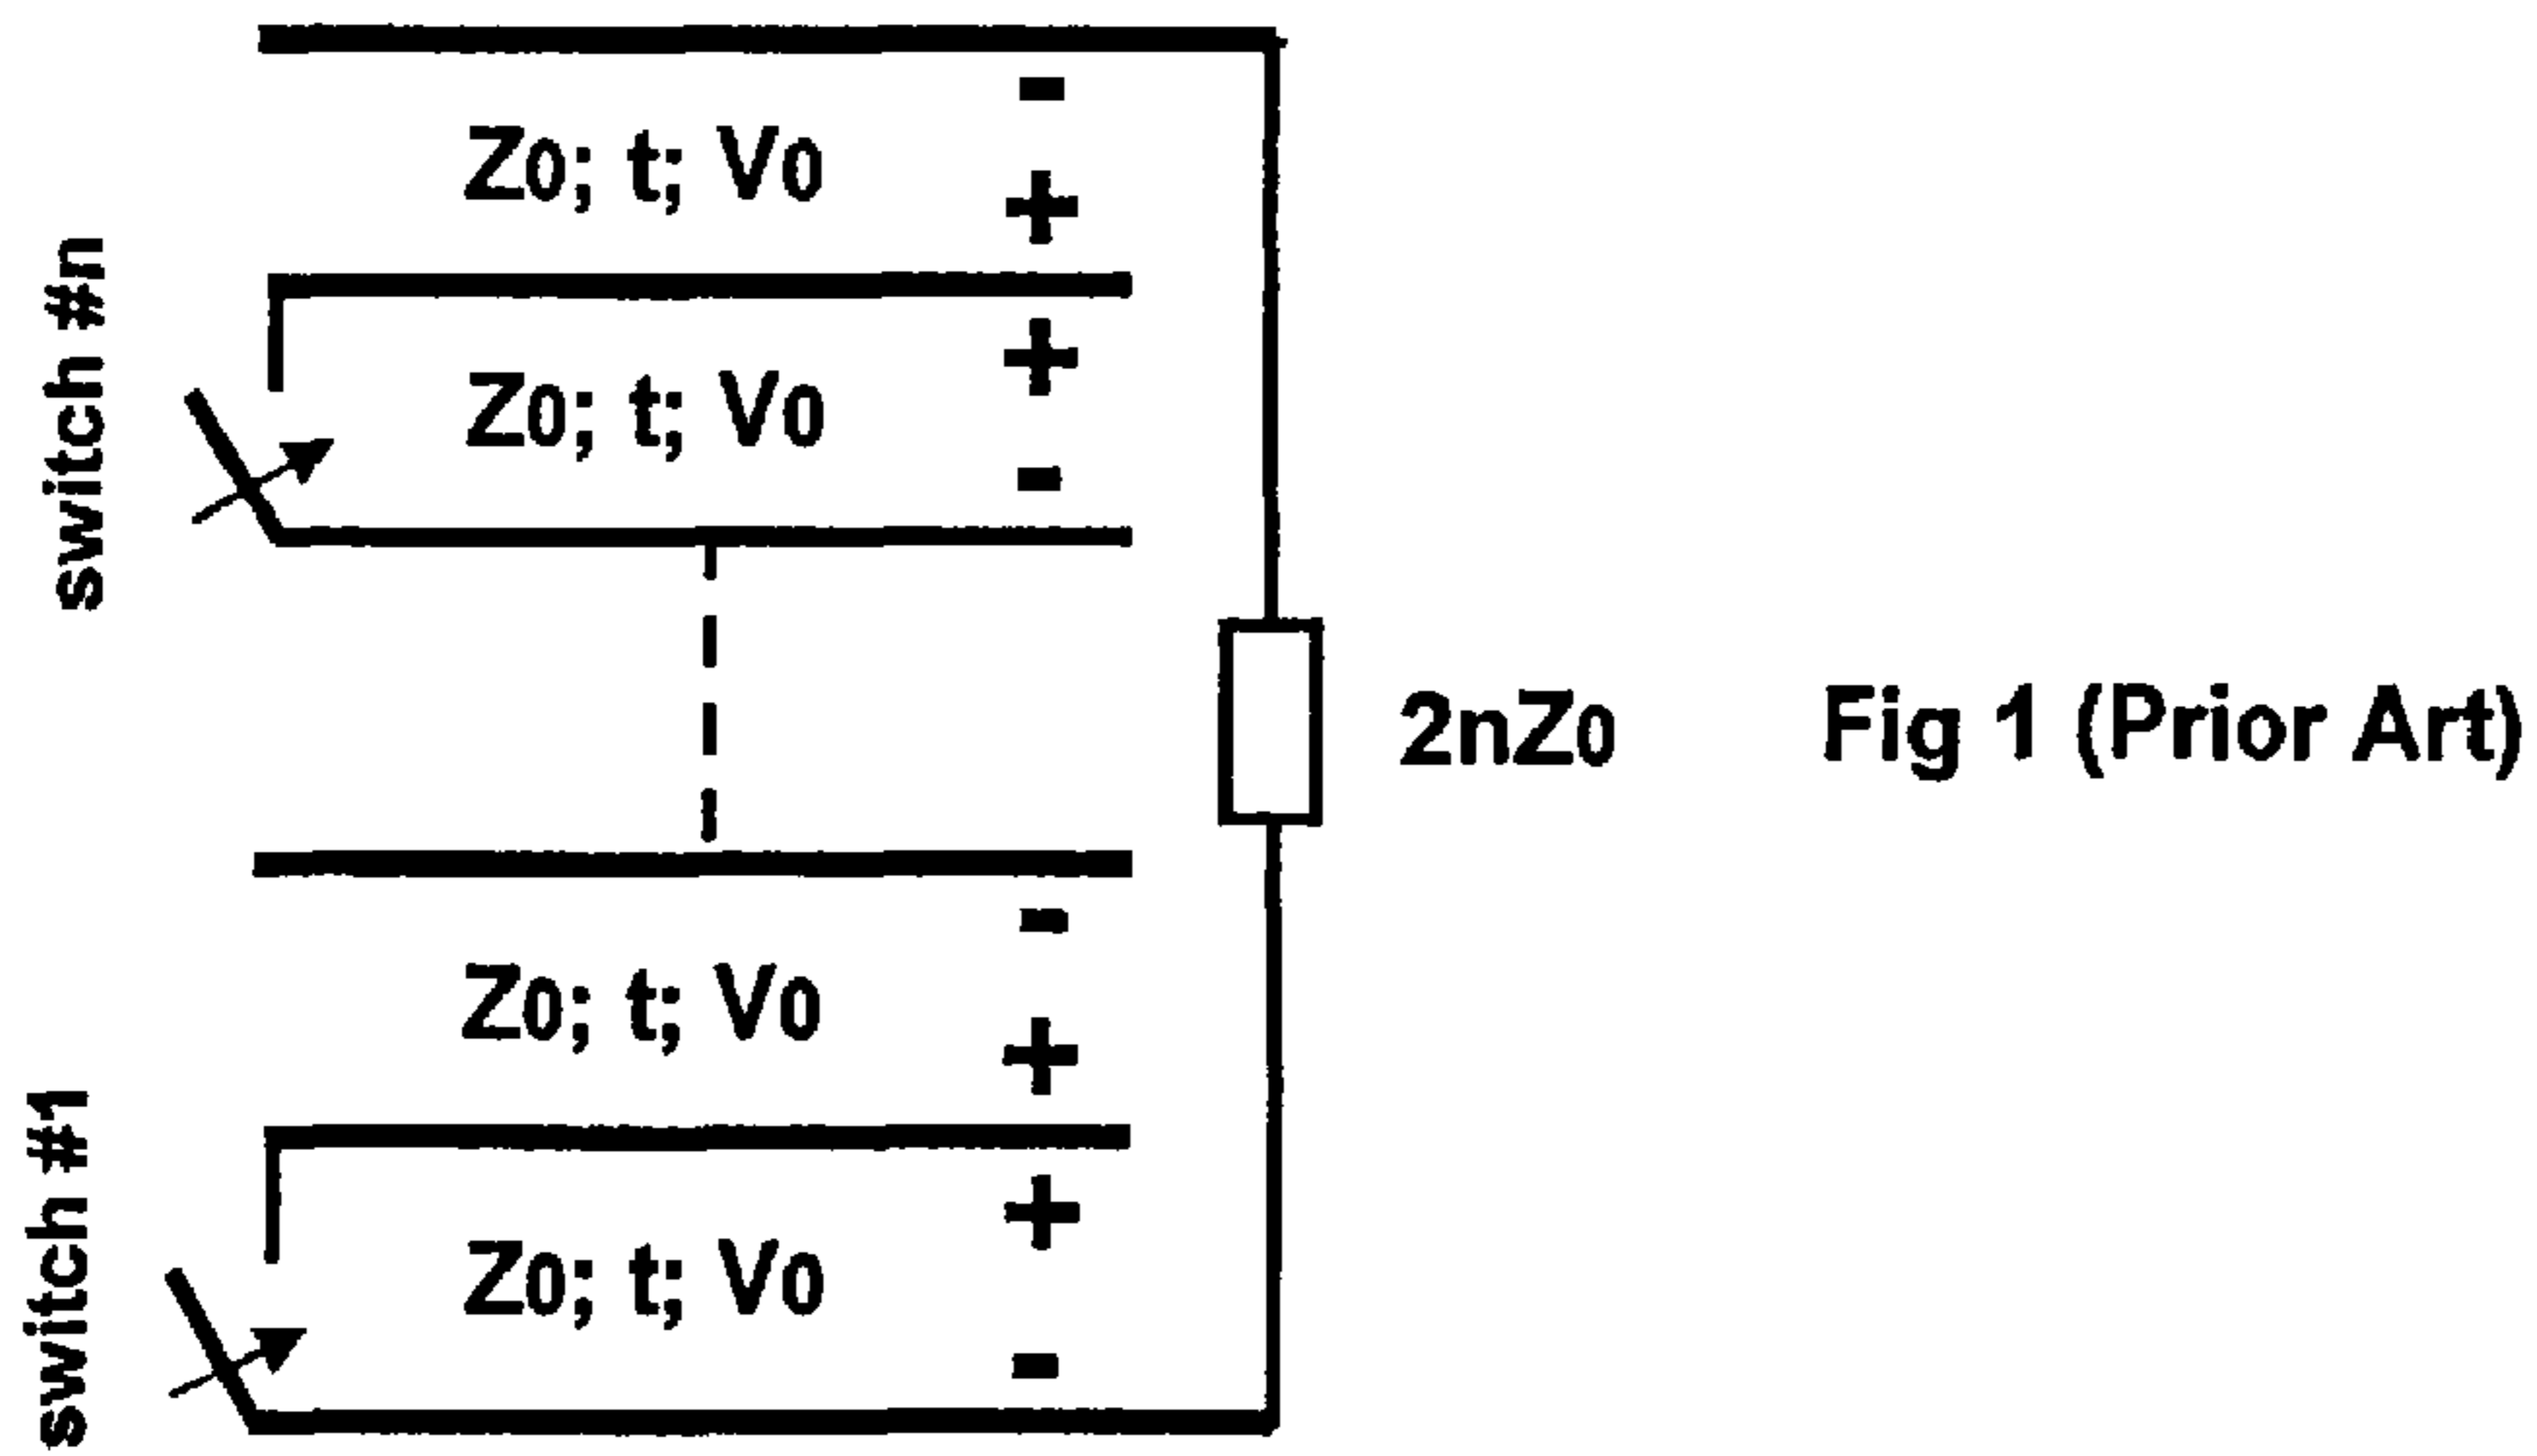 -
Z0; t; V0
+
switch #n
+
Z0; t; V0
-
2nZ0
Fig 1 (Prior Art)
-
Z0; t; V0
+
switch #1
+
Z0; t; V0
-